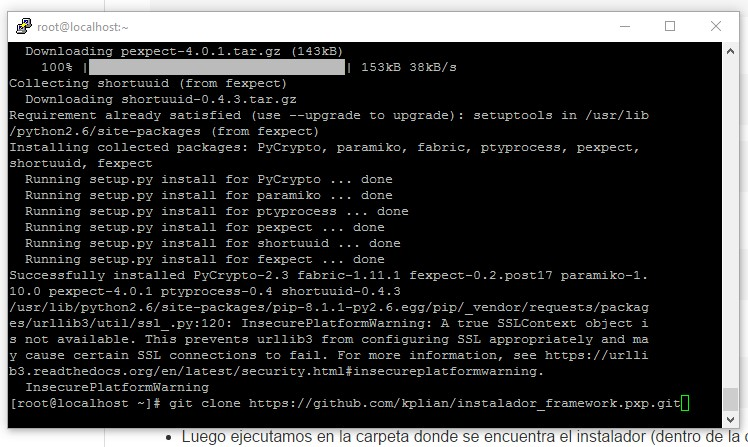 root@localhost:~
Downloading pexpect-4.0.1.tar.gz (143kB)
100% |                                | 153kB 38kB/s
Collecting shortuuid (from fexpect)
Downloading shortuuid-0.4.3.tar.gz
Requirement already satisfied (use --upgrade to upgrade): setuptools in /usr/lib
/python2.6/site-packages (from fexpect)
Installing collected packages: PyCrypto, paramiko, fabric, ptyprocess, pexpect,
shortuuid, fexpect
Running setup.py install for PyCrypto ... done
Running setup.py install for paramiko ... done
Running setup.py install for ptyprocess ... done
Running setup.py install for pexpect ... done
Running setup.py install for shortuuid ... done
Running setup.py install for fexpect ... done
Successfully installed PyCrypto-2.3 fabric-1.11.1 fexpect-0.2.post17 paramiko-1.
10.0 pexpect-4.0.1 ptyprocess-0.4 shortuuid-0.4.3
/usr/lib/python2.6/site-packages/pip-8.1.1-py2.6.egg/pip/_vendor/requests/packag
es/urllib3/util/ssl_.py:120: InsecurePlatformWarning: A true SSLContext object i
s not available. This prevents urllib3 from configuring SSL appropriately and ma
y cause certain SSL connections to fail. For more information, see https://urlli
b3.readthedocs.org/en/latest/security.html#insecureplatformwarning.
InsecurePlatformWarning
[root@localhost ~]# git clone https://github.com/kplian/instalador_framework.pxp.git
• Luego ejecutamos en la carpeta donde se encuentra el instalador (dentro de la